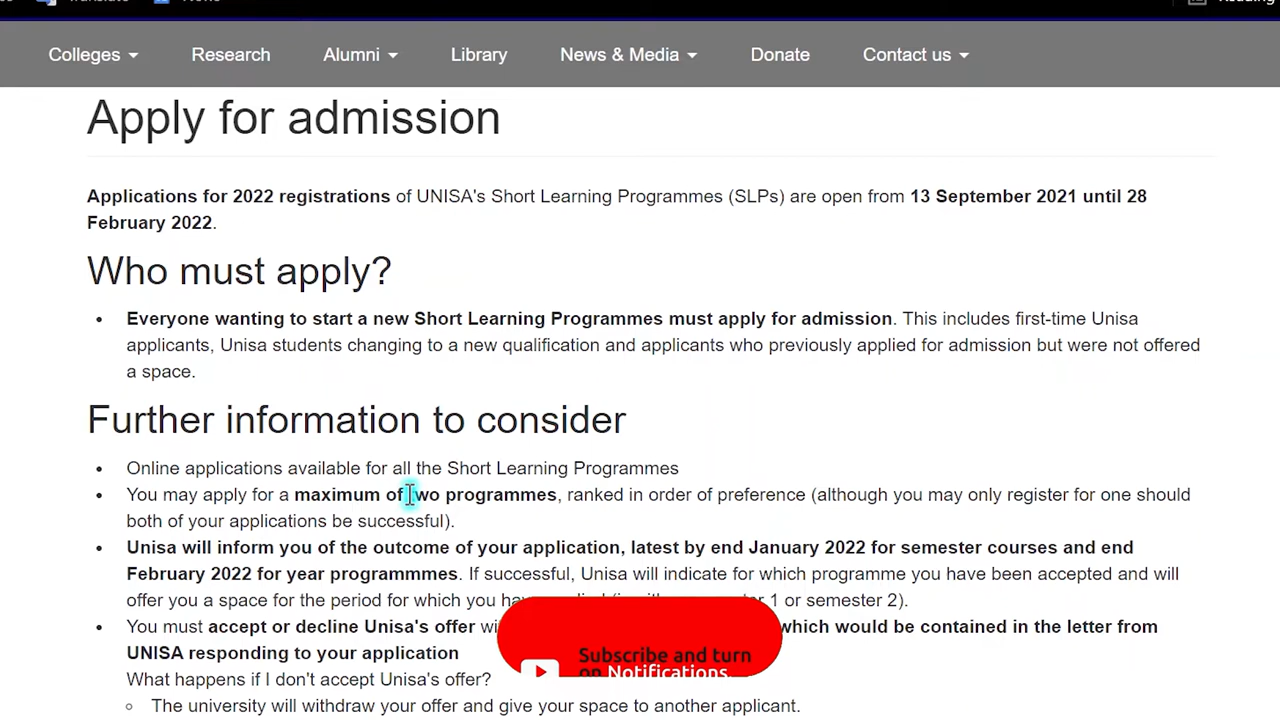 Translate
News
Reading
Colleges
Research
Alumni
Library
News & Media
Donate
Contact us
Apply for admission
Applications for 2022 registrations of UNISA's Short Learning Programmes (SLPs) are open from 13 September 2021 until 28
February 2022.
Who must apply?
• Everyone wanting to start a new Short Learning Programmes must apply for admission. This includes first-time Unisa
applicants, Unisa students changing to a new qualification and applicants who previously applied for admission but were not offered
a space.
Further information to consider
• Online applications available for all the Short Learning Programmes
• You may apply for a maximum of two programmes, ranked in order of preference (although you may only register for one should
both of your applications be successful).
• Unisa will inform you of the outcome of your application, latest by end January 2022 for semester courses and end
February 2022 for year programmmes. If successful, Unisa will indicate for which programme you have been accepted and will
offer you a space for the period for which you 1 or semester 2).
• You must accept or decline Unisa's offer which would be contained in the letter from
UNISA responding to your application
Subscribe and turn
on Notifications.
What happens if I don't accept Unisa's offer?
○ The university will withdraw your offer and give your space to another applicant.